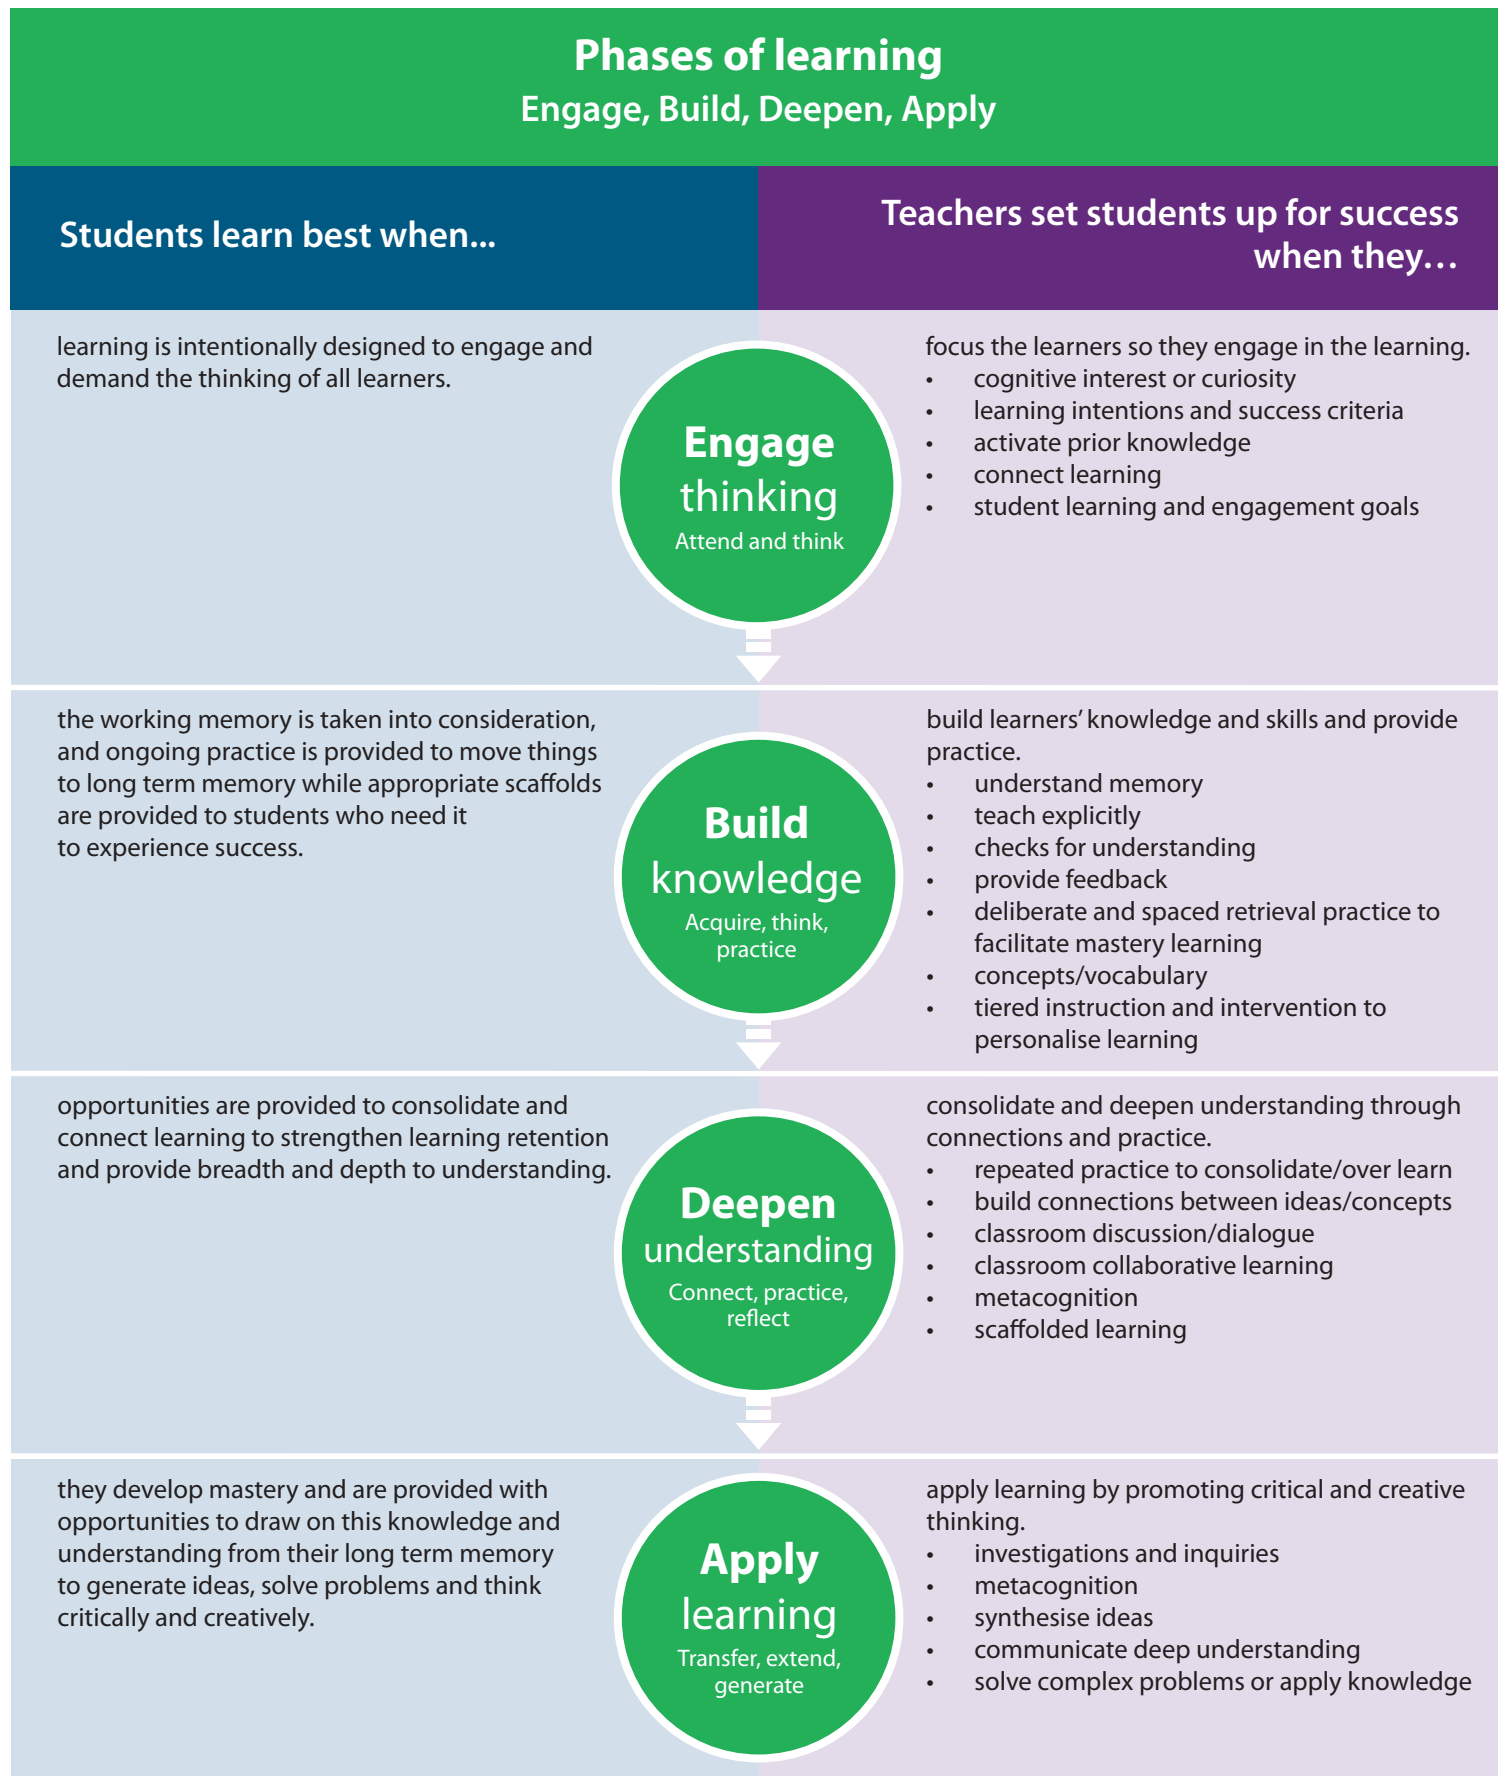 Phases of learning
Engage, Build, Deepen, Apply
Students learn best when...
Teachers set students up for success
when they…
learning is intentionally designed to engage and
demand the thinking of all learners.
Engage
thinking
Attend and think
focus the learners so they engage in the learning.
• cognitive interest or curiosity
• learning intentions and success criteria
• activate prior knowledge
• connect learning
• student learning and engagement goals
the working memory is taken into consideration,
and ongoing practice is provided to move things
to long term memory while appropriate scaffolds
are provided to students who need it
to experience success.
Build
knowledge
Acquire, think,
practice
build learners’ knowledge and skills and provide
practice.
• understand memory
• teach explicitly
• checks for understanding
• provide feedback
• deliberate and spaced retrieval practice to
facilitate mastery learning
• concepts/vocabulary
• tiered instruction and intervention to
personalise learning
opportunities are provided to consolidate and
connect learning to strengthen learning retention
and provide breadth and depth to understanding.
Deepen
understanding
Connect, practice,
reflect
consolidate and deepen understanding through
connections and practice.
• repeated practice to consolidate/over learn
• build connections between ideas/concepts
• classroom discussion/dialogue
• classroom collaborative learning
• metacognition
• scaffolded learning
they develop mastery and are provided with
opportunities to draw on this knowledge and
understanding from their long term memory
to generate ideas, solve problems and think
critically and creatively.
Apply
learning
Transfer, extend,
generate
apply learning by promoting critical and creative
thinking.
• investigations and inquiries
• metacognition
• synthesise ideas
• communicate deep understanding
• solve complex problems or apply knowledge